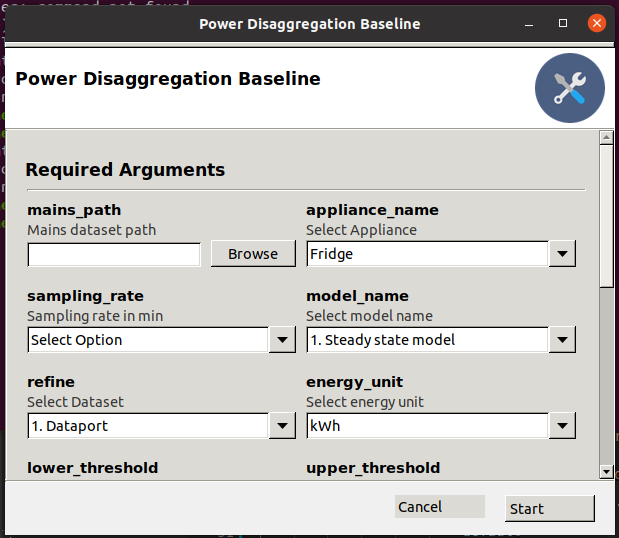 Power Disaggregation Baseline
Power Disaggregation Baseline
Required Arguments
mains_path
Mains dataset path
Browse
appliance_name
Select Appliance
Fridge
sampling_rate
Sampling rate in min
Select Option
model_name
Select model name
1. Steady state model
refine
Select Dataset
1. Dataport
energy_unit
Select energy unit
kWh
lower_threshold
upper_threshold
Cancel
Start